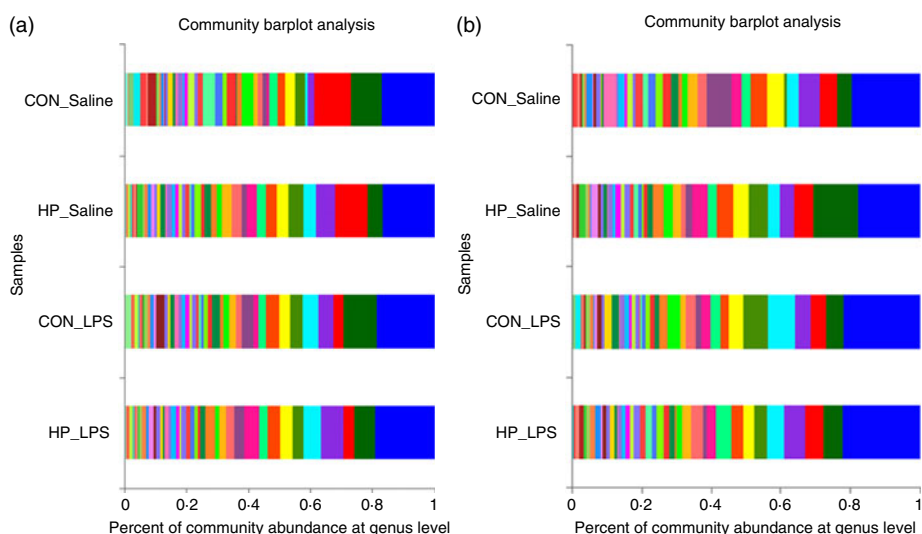 (a)
Community barplot analysis
CON_Saline
HP_Saline
CON_LPS
HP_LPS
Samples
0 0·2 0·4 0·6 0·8 1
Percent of community abundance at genus level
(b)
Community barplot analysis
CON_Saline
HP_Saline
CON_LPS
HP_LPS
Samples
0 0·2 0·4 0·6 0·8 1
Percent of community abundance at genus level